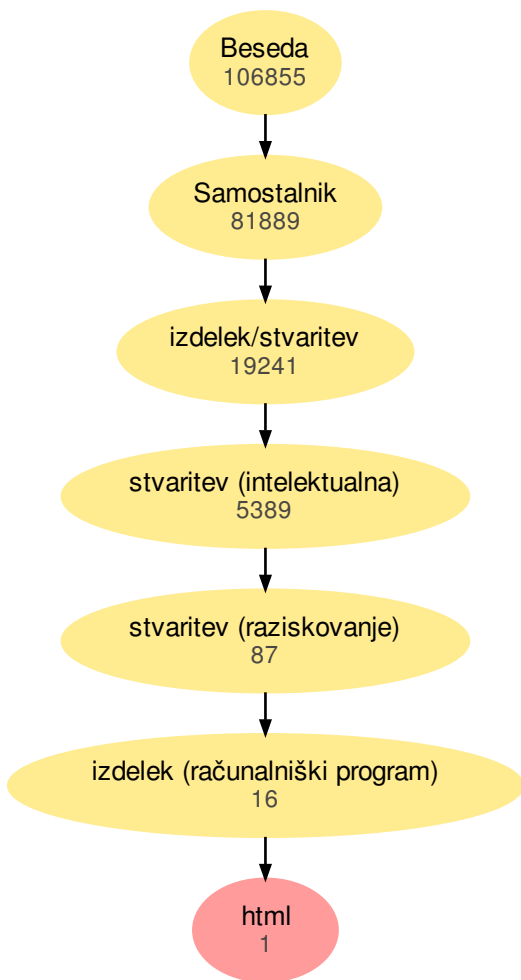 Beseda
106855
Samostalnik
81889
izdelek/stvaritev
19241
stvaritev (intelektualna)
5389
stvaritev (raziskovanje)
87
izdelek (računalniški program)
16
html
1